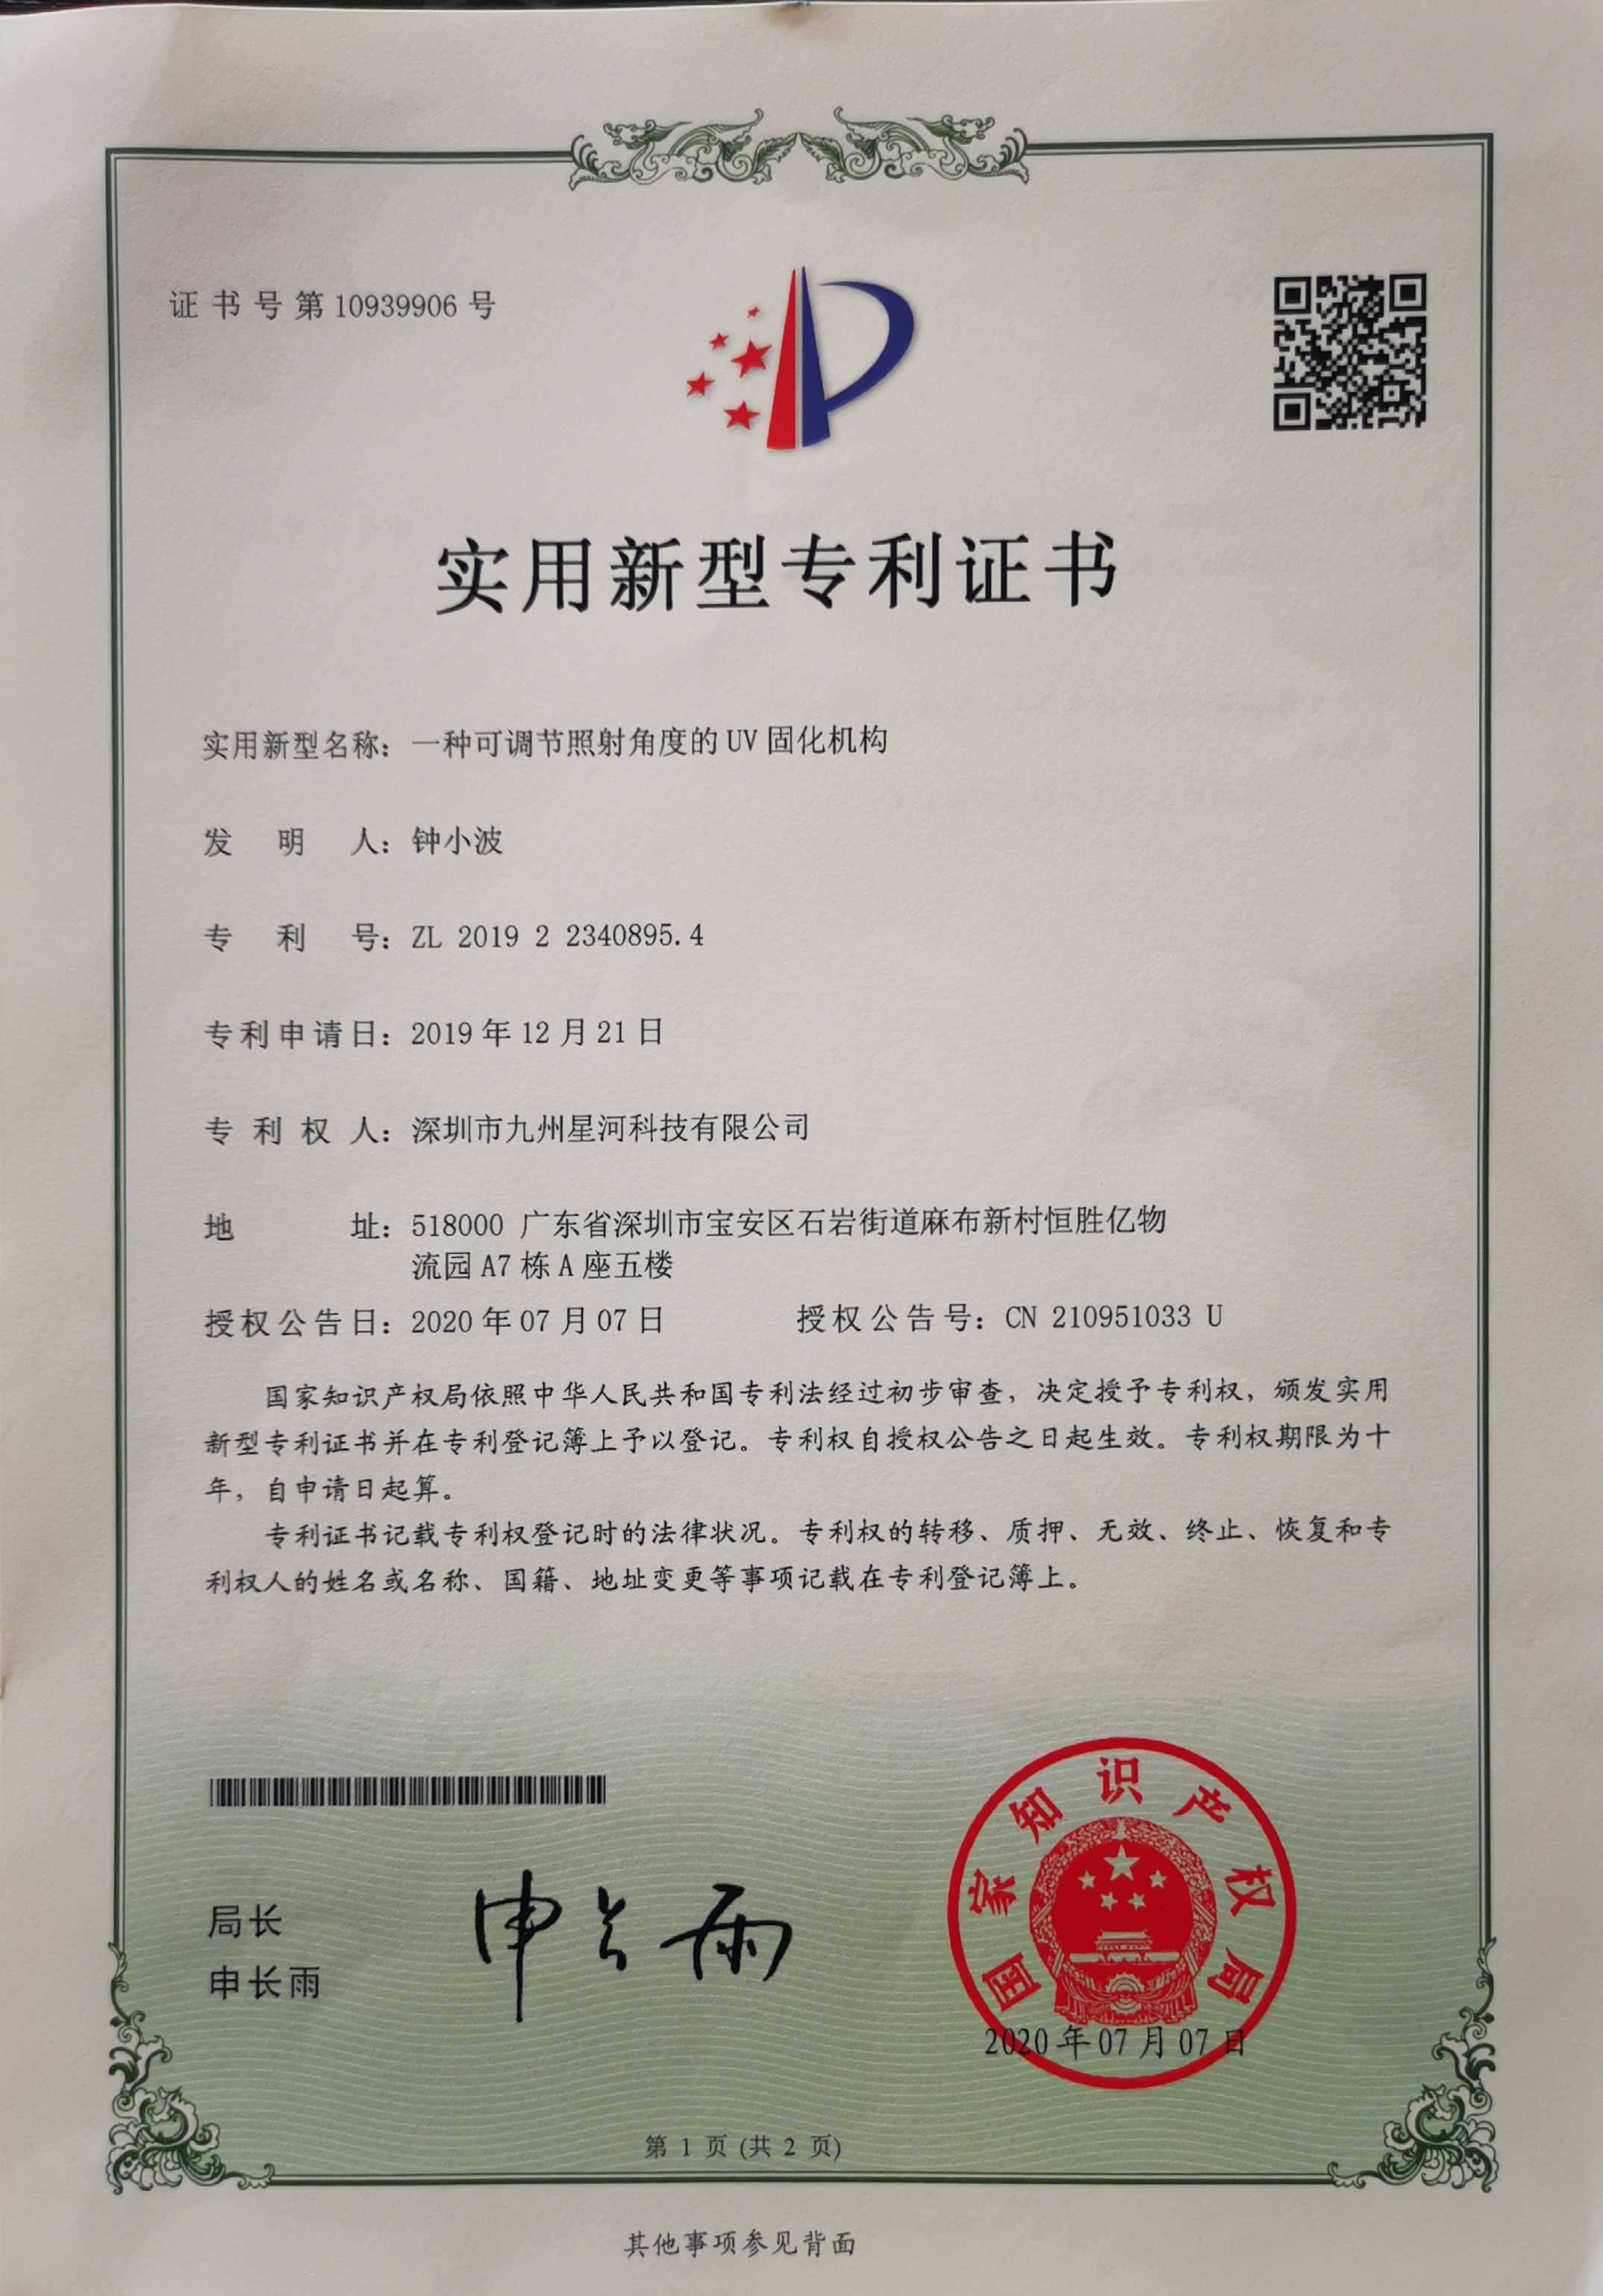 证书号第10939906号
实用新型专利证书
实用新型名称：一种可调节照射角度的UV固化机构
发明人：钟小波
专利号：ZL 2019 2 2340895.4
专利申请日：2019年12月21日
专利权人：深圳市九州星河科技有限公司
地址：518000 广东省深圳市宝安区石岩街道麻布新村恒胜亿物
流园A7栋A座五楼
授权公告日：2020年07月07日 授权公告号：CN 210951033 U
国家知识产权局依照中华人民共和国专利法经过初步审查，决定授予专利权，颁发实用
新型专利证书并在专利登记簿上予以登记。专利权自授权公告之日起生效。专利权期限为十
年，自申请日起算。
专利证书记载专利权登记时的法律状况。专利权的转移、质押、无效、终止、恢复和专
利权人的姓名或名称、国籍、地址变更等事项记载在专利登记簿上。
局长
申长雨
申长雨
国家知识产权局
2020年07月07日
第 1 页 (共 2 页)
其他事项参见背面